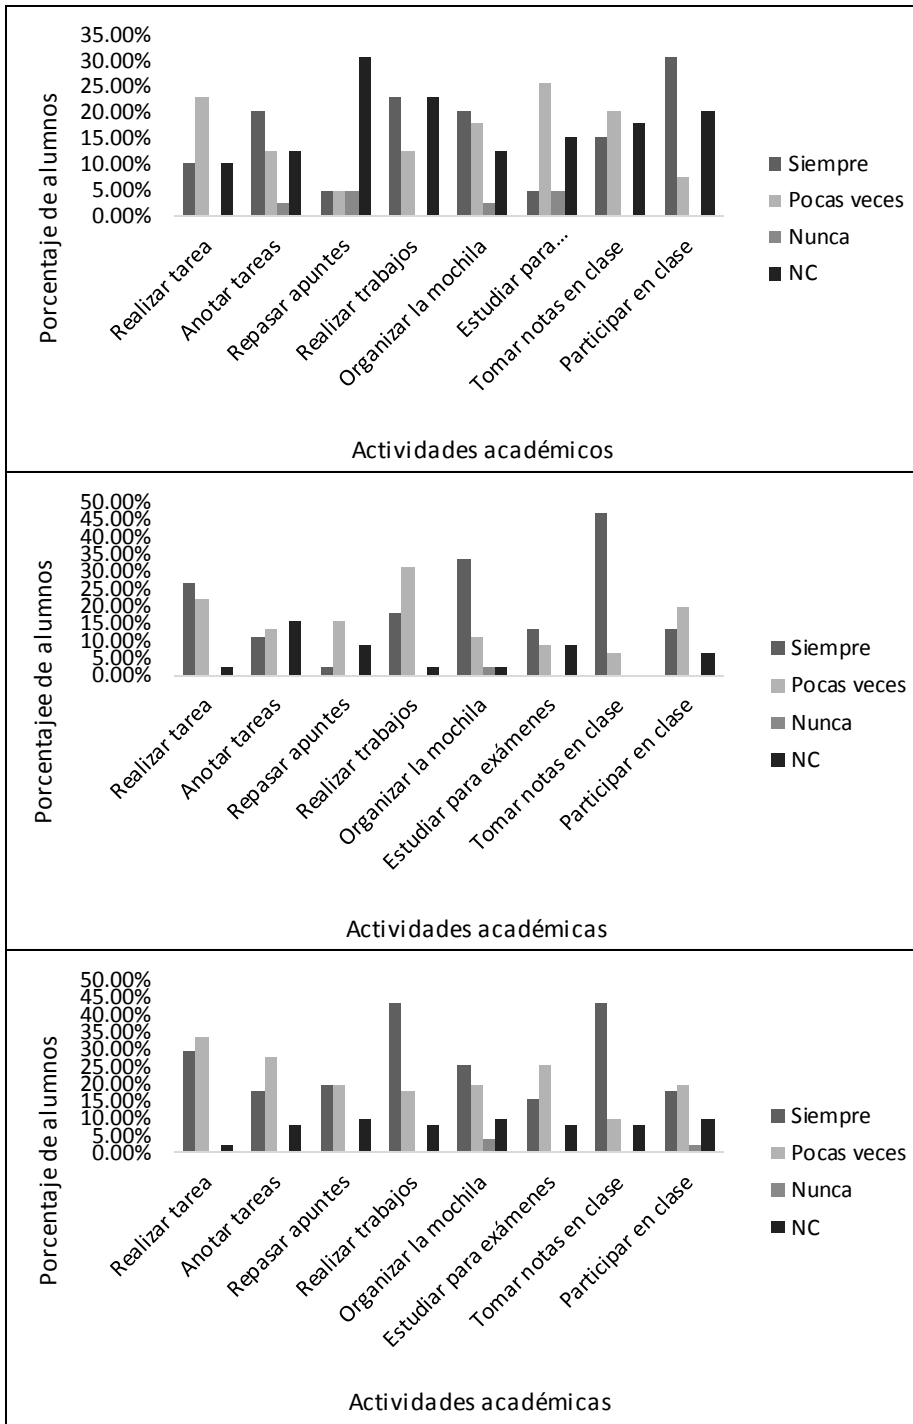 35.00%
30.00%
25.00%
20.00%
15.00%
10.00%
5.00%
0.00%
Porcentaje de alumnos
Realizar tarea
Anotar tareas
Repasar apuntes
Realizar trabajos
Organizar la mochila
Estudiar para...
Tomar notas en clase
Participar en clase
Actividades académicos
Siempre
Pocas veces
Nunca
NC
50.00%
45.00%
40.00%
35.00%
30.00%
25.00%
20.00%
15.00%
10.00%
5.00%
0.00%
Porcentajee de alumnos
Realizar tarea
Anotar tareas
Repasar apuntes
Realizar trabajos
Organizar la mochila
Estudiar para exámenes
Tomar notas en clase
Participar en clase
Actividades académicas
Siempre
Pocas veces
Nunca
NC
50.00%
45.00%
40.00%
35.00%
30.00%
25.00%
20.00%
15.00%
10.00%
5.00%
0.00%
Porcentaje de alumnos
Realizar tarea
Anotar tareas
Repasar apuntes
Realizar trabajos
Organizar la mochila
Estudiar para exámenes
Tomar notas en clase
Participar en clase
Actividades académicas
Siempre
Pocas veces
Nunca
NC